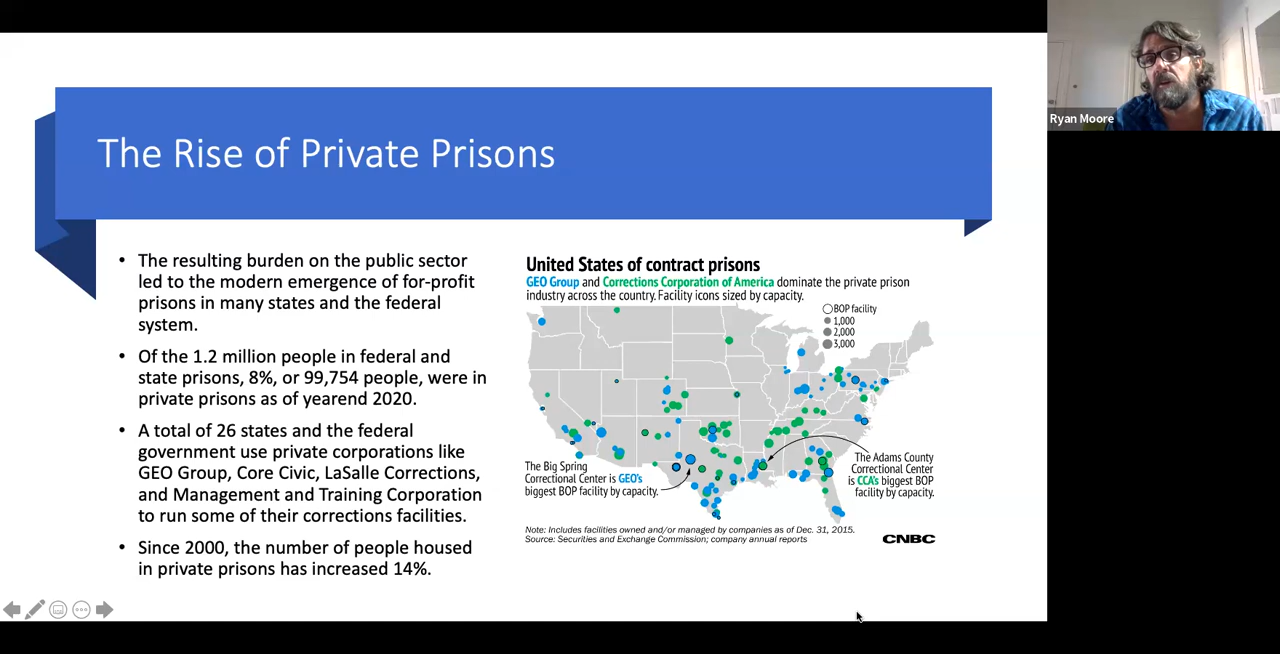 Ryan Moore
The Rise of Private Prisons
• The resulting burden on the public sector
led to the modern emergence of for-profit
prisons in many states and the federal
system.
• Of the 1.2 million people in federal and
state prisons, 8%, or 99,754 people, were in
private prisons as of yearend 2020.
• A total of 26 states and the federal
government use private corporations like
GEO Group, Core Civic, LaSalle Corrections,
and Management and Training Corporation
to run some of their corrections facilities.
• Since 2000, the number of people housed
in private prisons has increased 14%.
United States of contract prisons
GEO Group and Corrections Corporation of America dominate the private prison
industry across the country. Facility icons sized by capacity.
BOP facility
1,000
2,000
3,000
The Big Spring
Correctional Center is GEO's
biggest BOP facility by capacity.
The Adams County
Correctional Center
is CCA's biggest BOP
facility by capacity.
Note: Includes facilities owned and/or managed by companies as of Dec. 31, 2015.
Source: Securities and Exchange Commission; company annual reports
CNBC